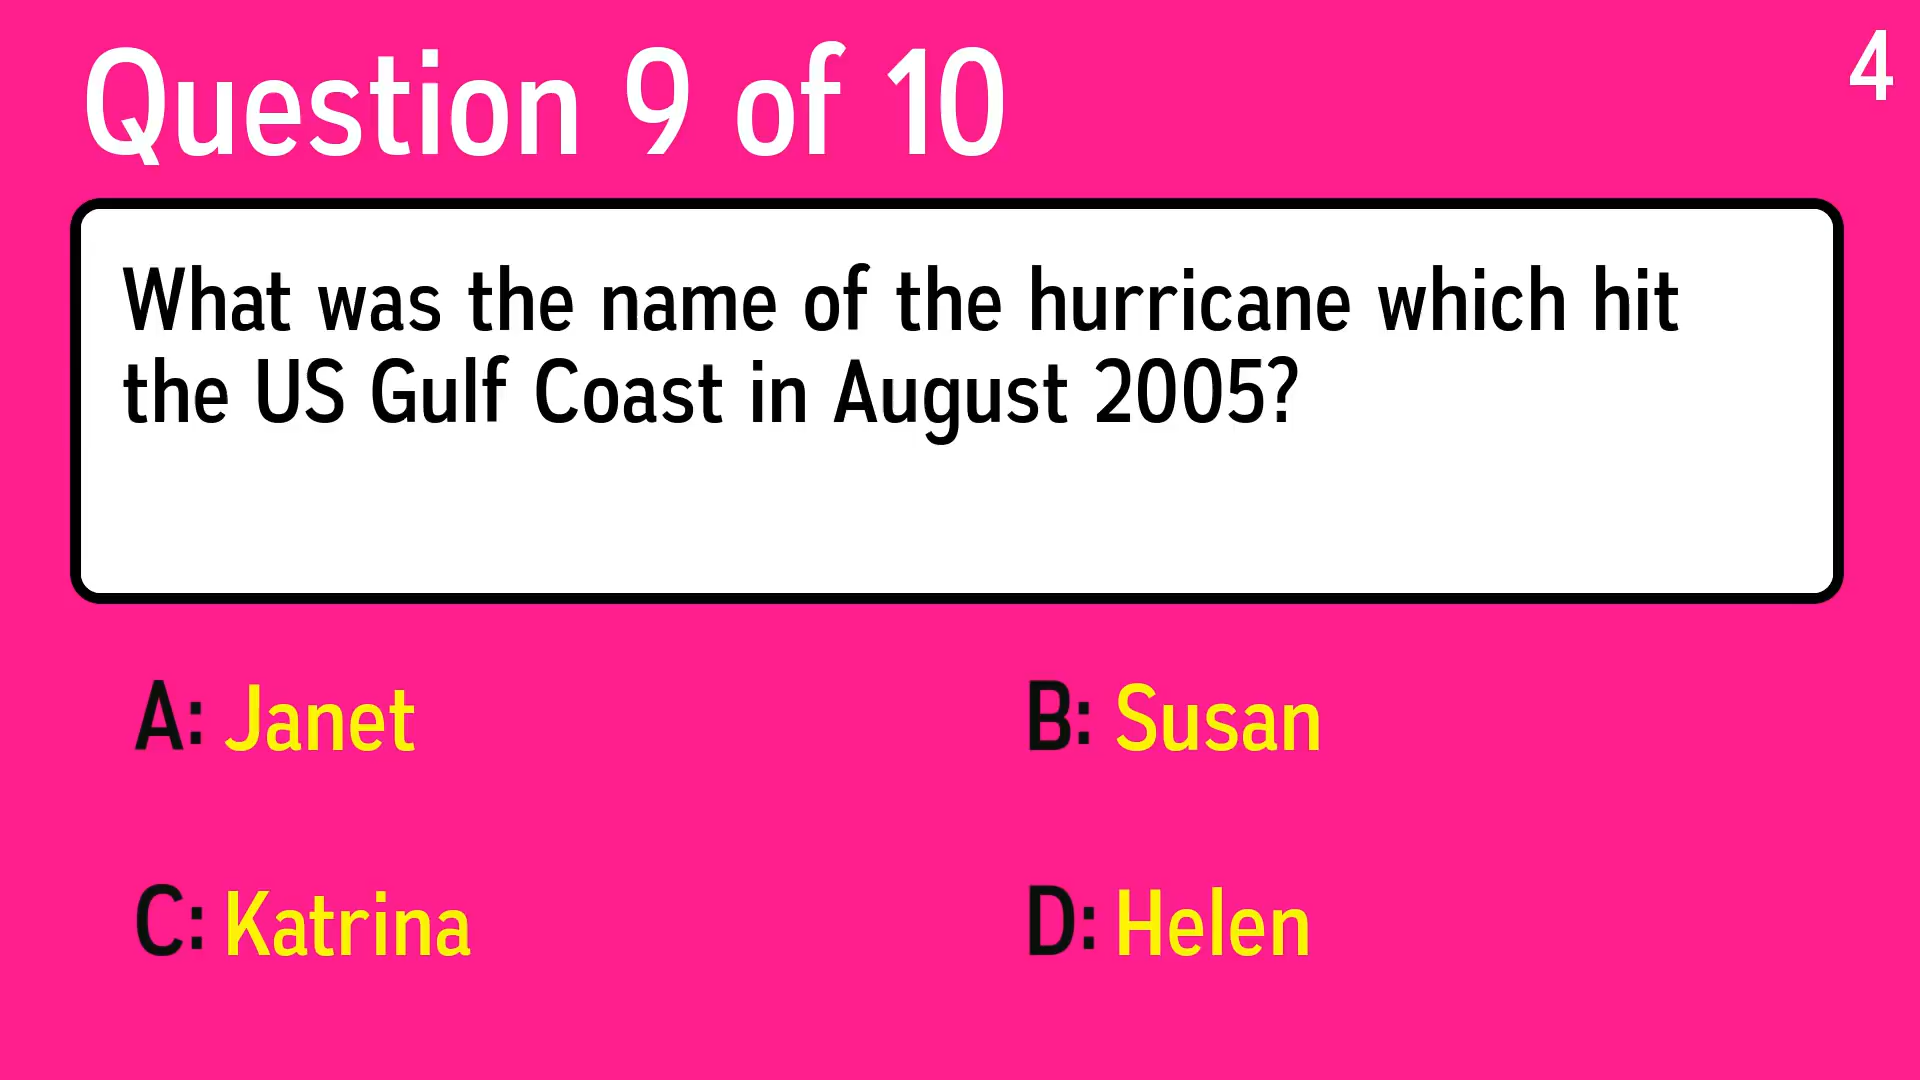 Question 9 of 10
4
What was the name of the hurricane which hit
the US Gulf Coast in August 2005?
A: Janet
B: Susan
C: Katrina
D: Helen